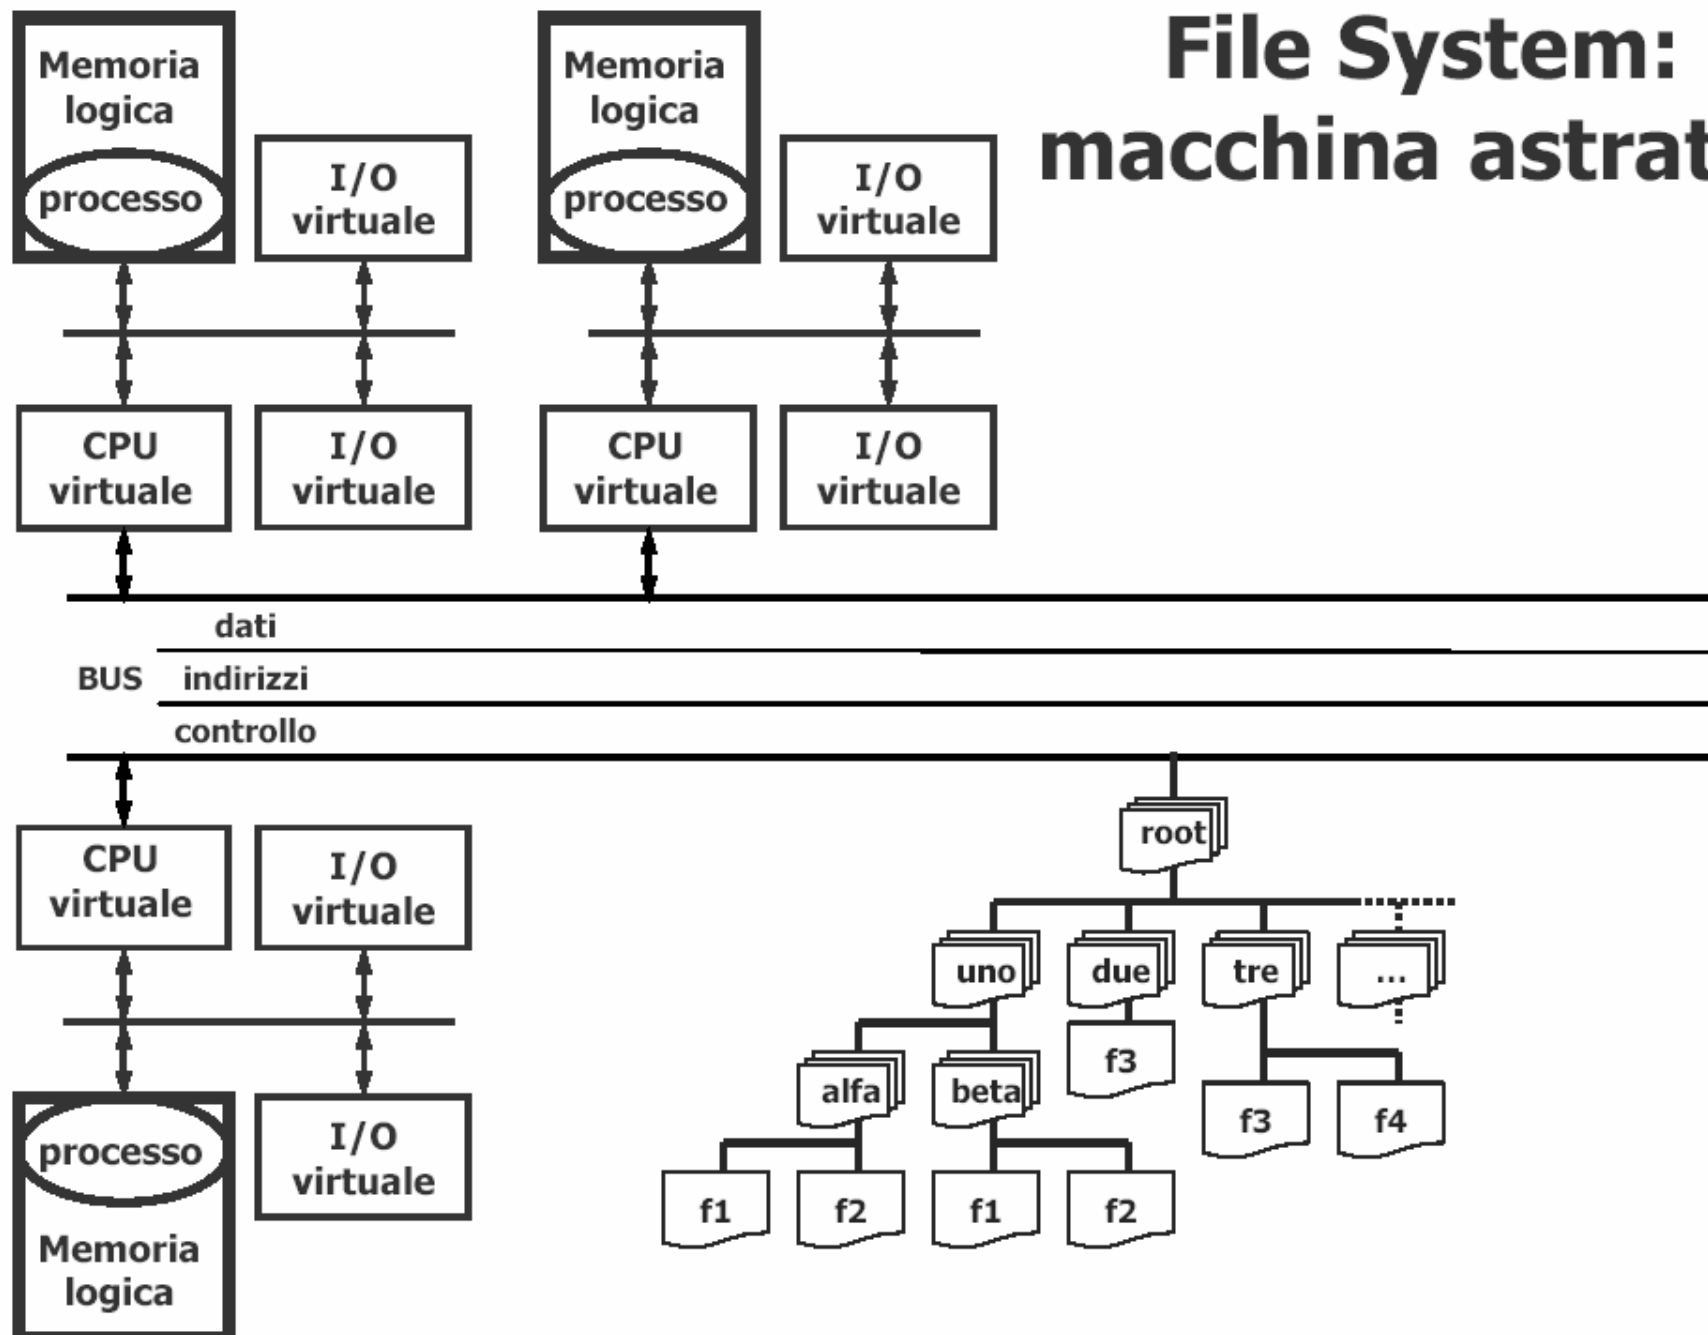 File System:
macchina astrat
Memoria
logica
processo
I/O
virtuale
Memoria
logica
processo
I/O
virtuale
CPU
virtuale
I/O
virtuale
CPU
virtuale
I/O
virtuale
dati
BUS indirizzi
controllo
CPU
virtuale
I/O
virtuale
processo
Memoria
logica
I/O
virtuale
root
uno due tre ...
f3
alfa beta
f3 f4
f1 f2 f1 f2